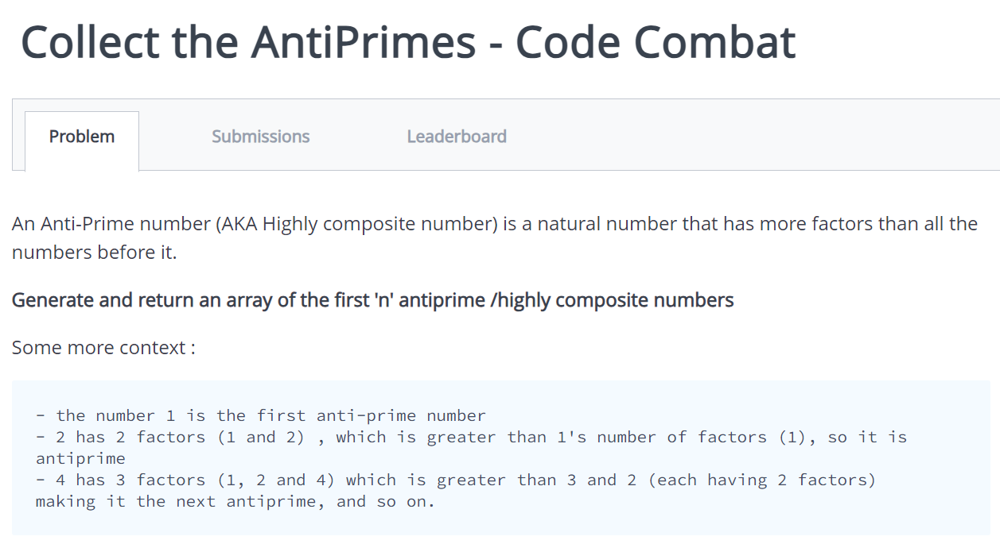 Collect the AntiPrimes - Code Combat
Problem Submissions Leaderboard
An Anti-Prime number (AKA Highly composite number) is a natural number that has more factors than all the
numbers before it.
Generate and return an array of the first 'n' antiprime /highly composite numbers
Some more context :
- the number 1 is the first anti-prime number
- 2 has 2 factors (1 and 2) , which is greater than 1's number of factors (1), so it is
antiprime
- 4 has 3 factors (1, 2 and 4) which is greater than 3 and 2 (each having 2 factors)
making it the next antiprime, and so on.